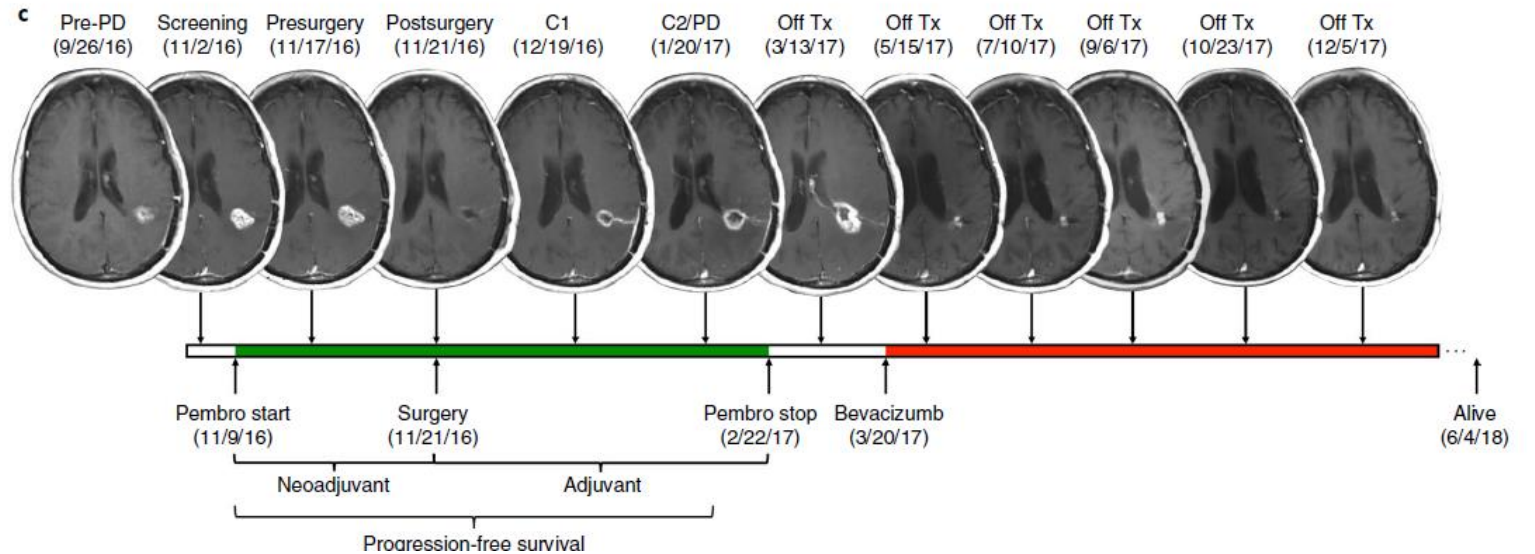 c
Pre-PD Screening Presurgery Postsurgery C1 C2/PD Off Tx Off Tx Off Tx Off Tx Off Tx Off Tx
(9/26/16) (11/2/16) (11/17/16) (11/21/16) (12/19/16) (1/20/17) (3/13/17) (5/15/17) (7/10/17) (9/6/17) (10/23/17) (12/5/17)
...
Pembro start Surgery Pembro stop Bevacizumb Alive
(11/9/16) (11/21/16) (2/22/17) (3/20/17) (6/4/18)
Neoadjuvant Adjuvant
Progression-free survival